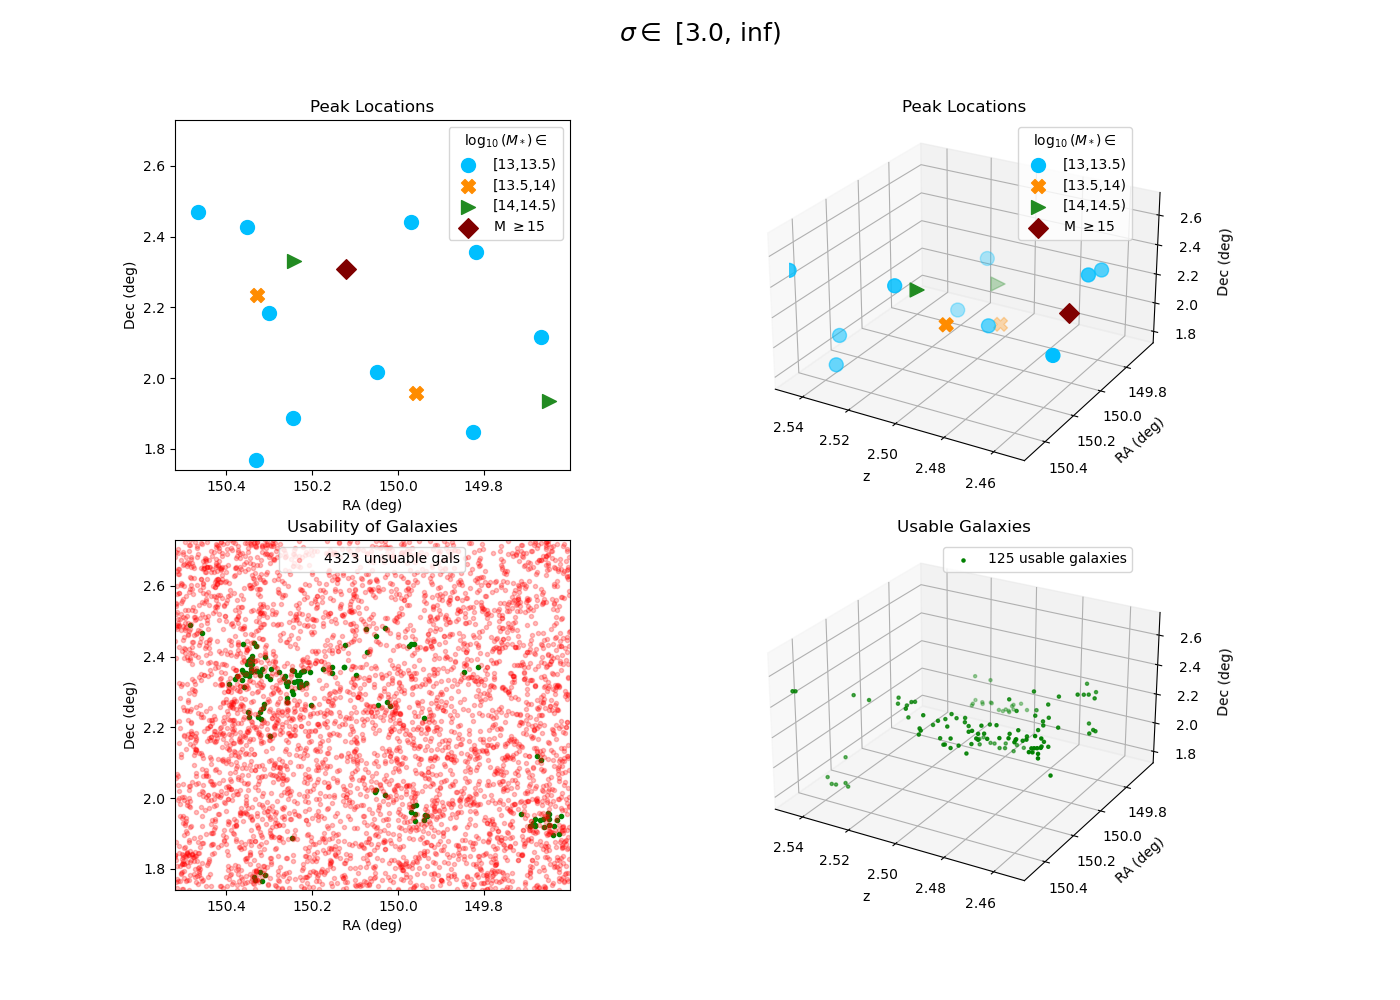 σ ∈ [3.0, inf)
Peak Locations
log₁₀(M*) ∈
[13,13.5)
[13.5,14)
[14,14.5)
M ≥15
2.6
2.4
2.2
2.0
1.8
Dec (deg)
150.4 150.2 150.0 149.8
RA (deg)
Peak Locations
log₁₀(M*) ∈
[13,13.5)
[13.5,14)
[14,14.5)
M ≥15
2.6
2.4
2.2
2.0
1.8
Dec (deg)
149.8
150.0
150.2
150.4
RA (deg)
2.54
2.52
2.50
2.48
2.46
z
Usability of Galaxies
4323 unsuable gals
2.6
2.4
2.2
2.0
1.8
Dec (deg)
150.4 150.2 150.0 149.8
RA (deg)
Usable Galaxies
125 usable galaxies
2.6
2.4
2.2
2.0
1.8
Dec (deg)
149.8
150.0
150.2
150.4
RA (deg)
2.54
2.52
2.50
2.48
2.46
z